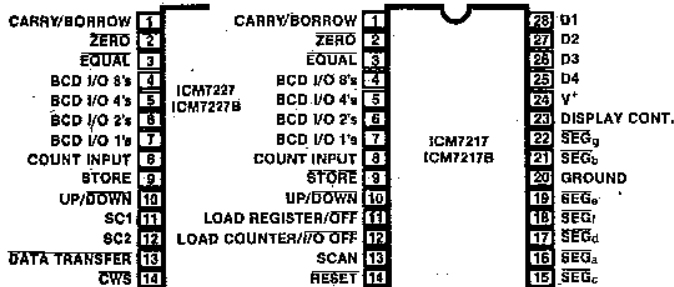 CARRY/BORROW 1
ZERO 2
EQUAL 3
BCD I/O 8's 4
BCD I/O 4's 5
BCD I/O 2's 6
BCD I/O 1's 7
COUNT INPUT 8
STORE 9
UP/DOWN 10
SC1 11
SC2 12
DATA TRANSFER 13
CWS 14
ICM7227
ICM7227B
CARRY/BORROW 1
ZERO 2
EQUAL 3
BCD I/O 8's 4
BCD I/O 4's 5
BCD I/O 2's 6
BCD I/O 1's 7
COUNT INPUT 8
STORE 9
UP/DOWN 10
LOAD REGISTER/OFF 11
LOAD COUNTER/I/O OFF 12
SCAN 13
RESET 14
ICM7217
ICM7217B
28 D1
27 D2
26 D3
25 D4
24 V+
23 DISPLAY CONT.
22 SEGg
21 SEGb
20 GROUND
19 SEGe
18 SEGf
17 SEGd
16 SEGa
15 SEGc